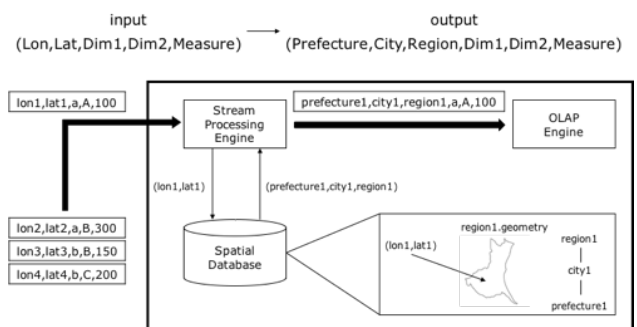 input
output
(Lon,Lat,Dim1,Dim2,Measure)
(Prefecture,City,Region,Dim1,Dim2,Measure)
lon1,lat1,a,A,100
Stream
Processing
Engine
prefecture1,city1,region1,a,A,100
OLAP
Engine
(lon1,lat1)
(prefecture1,city1,region1)
lon2,lat2,a,B,300
lon3,lat3,b,B,150
lon4,lat4,b,C,200
Spatial
Database
region1.geometry
(lon1,lat1)
region1
city1
prefecture1